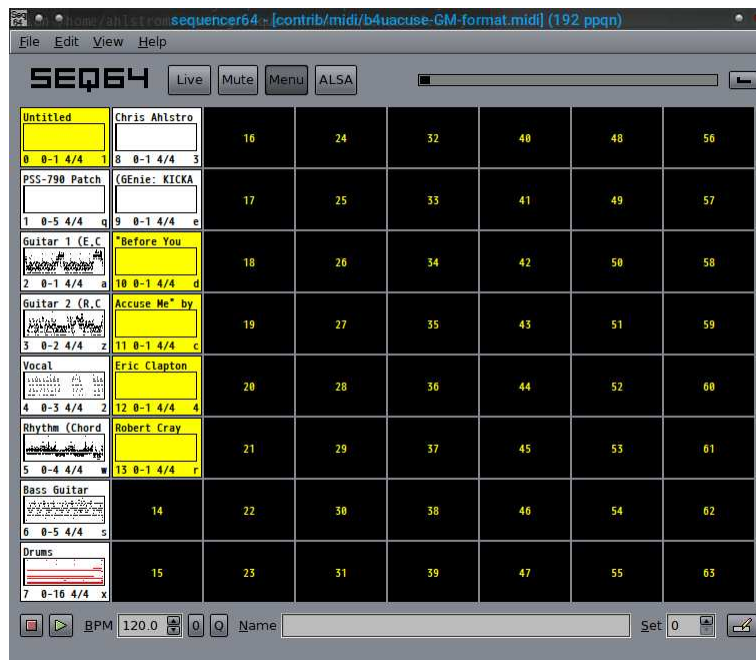 sequencer64 - [contrib/midi/b4uacuse-GM-format.midi] (192 ppqn)
File Edit View Help
SEQ64 Live Mute Menu ALSA
Untitled
0 0-1 4/4 1
Chris Ahlstro
8 0-1 4/4 3
16 24 32 40 48 56
PSS-790 Patch
1 0-5 4/4 q
(GEnie: KICKA
9 0-1 4/4 e
17 25 33 41 49 57
Guitar 1 (E,C
2 0-1 4/4 a
"Before You
10 0-1 4/4 d
18 26 34 42 50 58
Guitar 2 (R,C
3 0-2 4/4 z
Accuse Me" by
11 0-1 4/4 c
19 27 35 43 51 59
Vocal
4 0-3 4/4 2
Eric Clapton
12 0-1 4/4 4
20 28 36 44 52 60
Rhythm (Chord
5 0-4 4/4 w
Robert Cray
13 0-1 4/4 r
21 29 37 45 53 61
Bass Guitar
6 0-5 4/4 s
14 22 30 38 46 54 62
Drums
7 0-16 4/4 x
15 23 31 39 47 55 63
BPM 120.0 0 Q Name Set 0